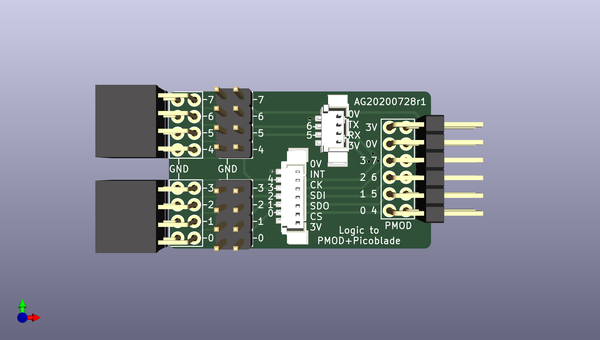 AG20200728r1
7 7
6 6
5 5
4 4
GND GND
3 3
2 2
1 1
0 0
0V
6 TX
5 RX
3V
0V
4 INT
3 CK
2 SDI
1 SDO
0 CS
3V
3V
0V
3 7
2 6
1 5
0 4
PMOD
Logic to
PMOD+Picoblade